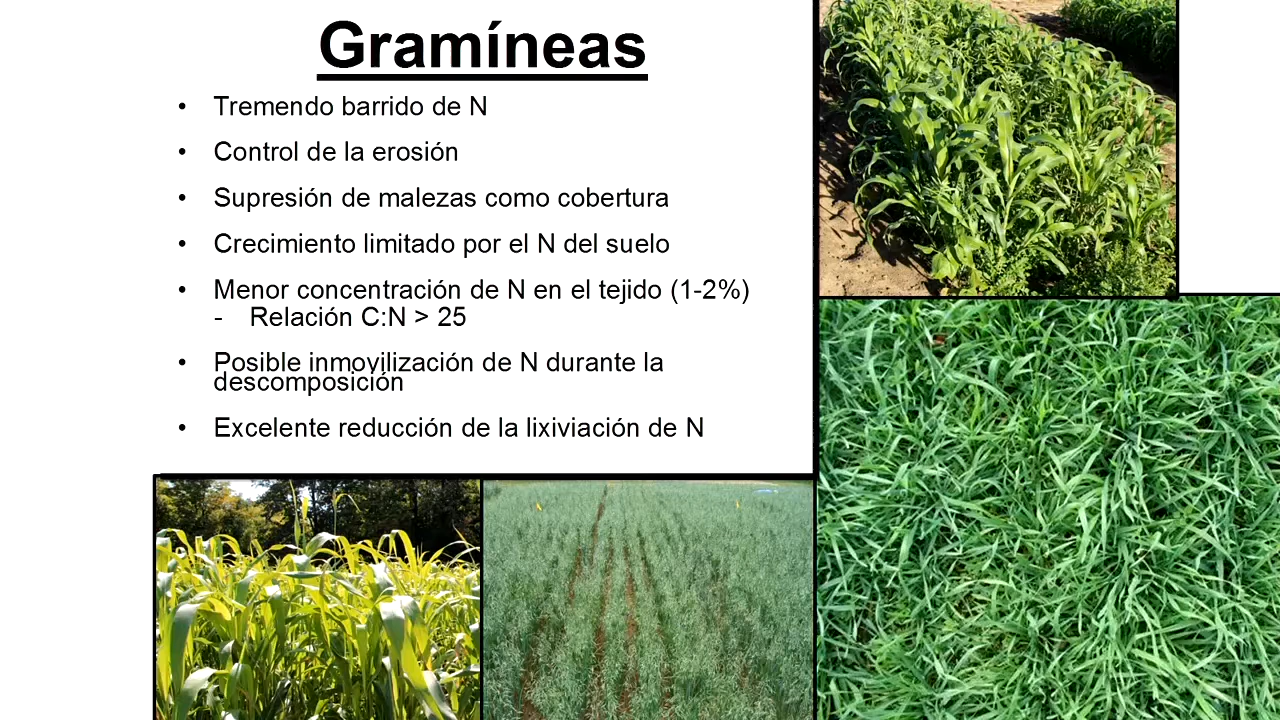 Gramíneas
• Tremendo barrido de N
• Control de la erosión
• Supresión de malezas como cobertura
• Crecimiento limitado por el N del suelo
• Menor concentración de N en el tejido (1-2%)
- Relación C:N > 25
• Posible inmovilización de N durante la
descomposición
• Excelente reducción de la lixiviación de N